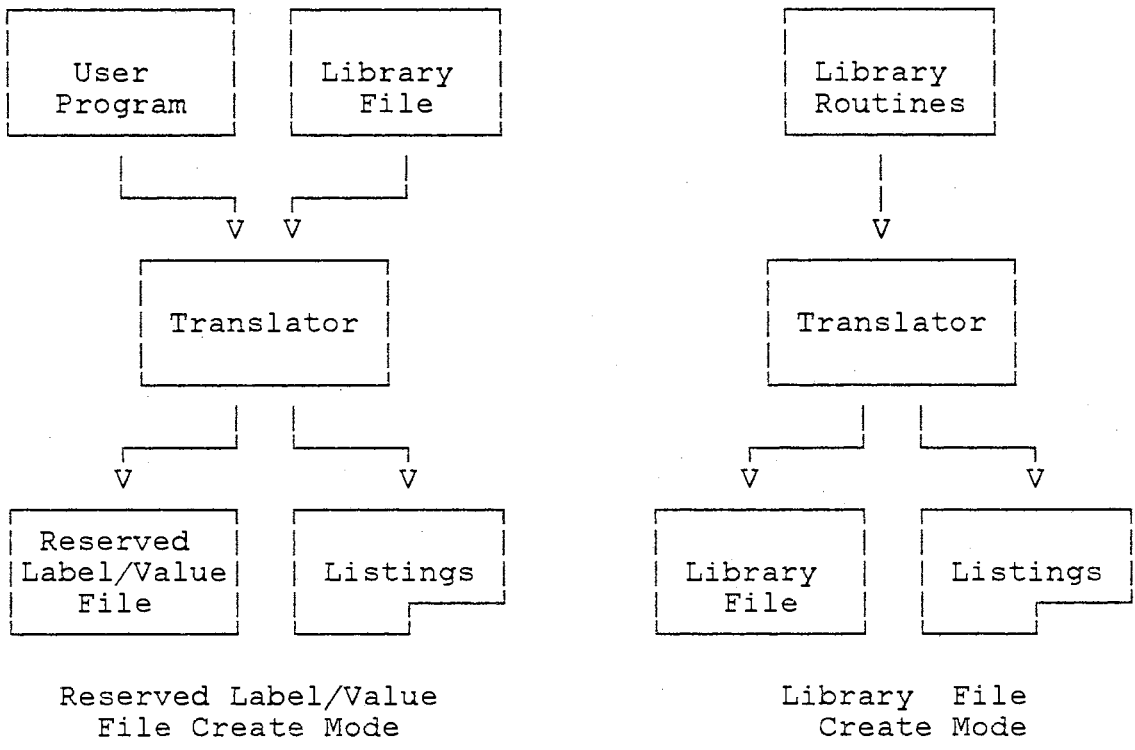 User
Program
Library
File
Library
Routines
V
V
V
Translator
Translator
V
V
V
V
Reserved
Label/Value
File
Listings
Library
File
Listings
Reserved Label/Value
File Create Mode
Library File
Create Mode